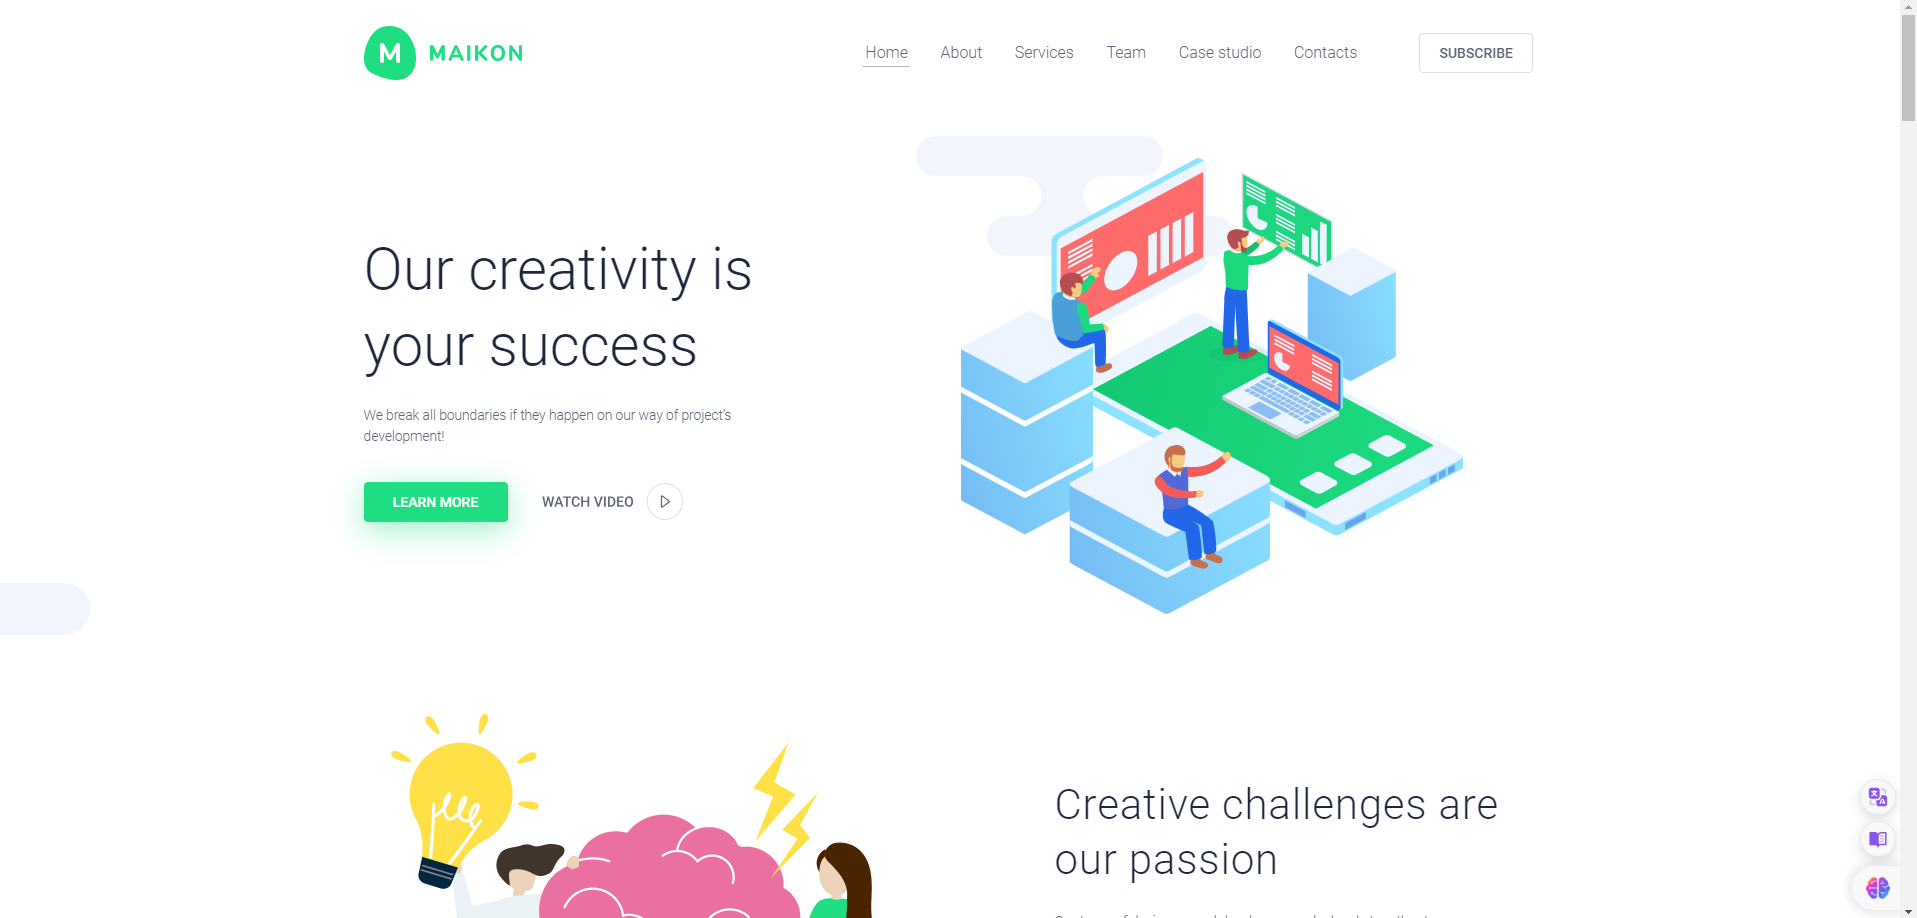 M MAIKON
Home About Services Team Case studio Contacts SUBSCRIBE
Our creativity is
your success
We break all boundaries if they happen on our way of project's
development!
LEARN MORE WATCH VIDEO
Creative challenges are
our passion